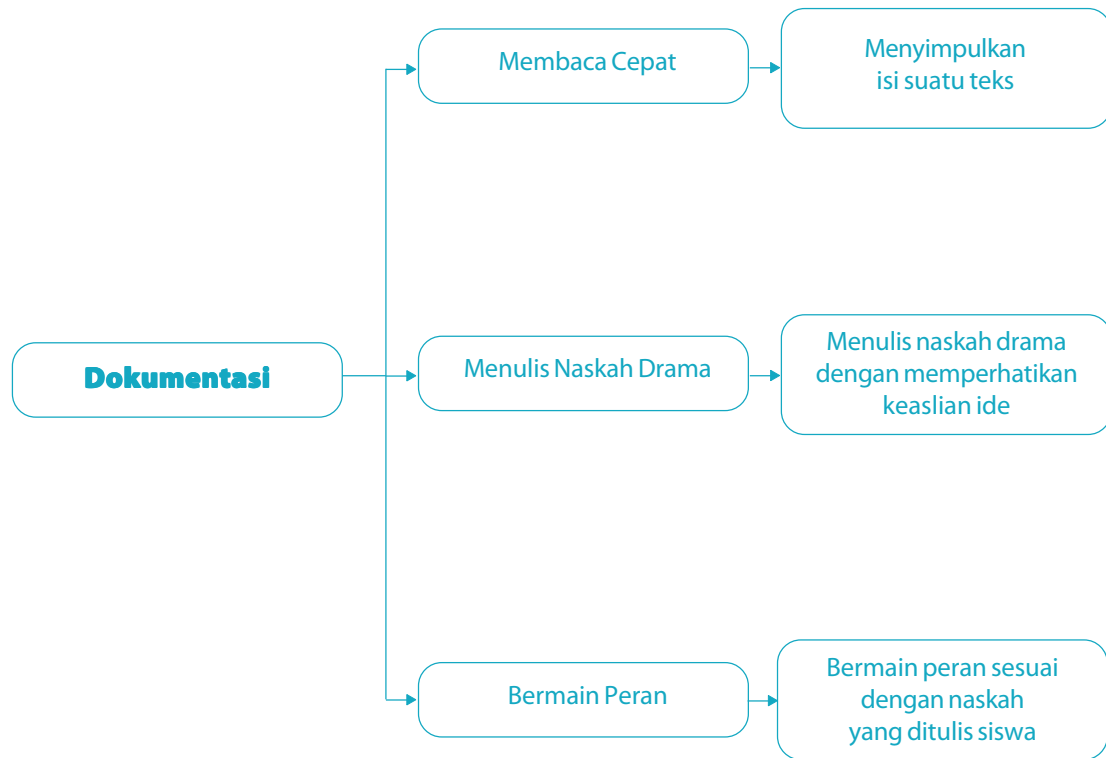 Membaca Cepat
Menyimpulkan
isi suatu teks
Dokumentasi
Menulis Naskah Drama
Menulis naskah drama
dengan memperhatikan
keaslian ide
Bermain Peran
Bermain peran sesuai
dengan naskah
yang ditulis siswa